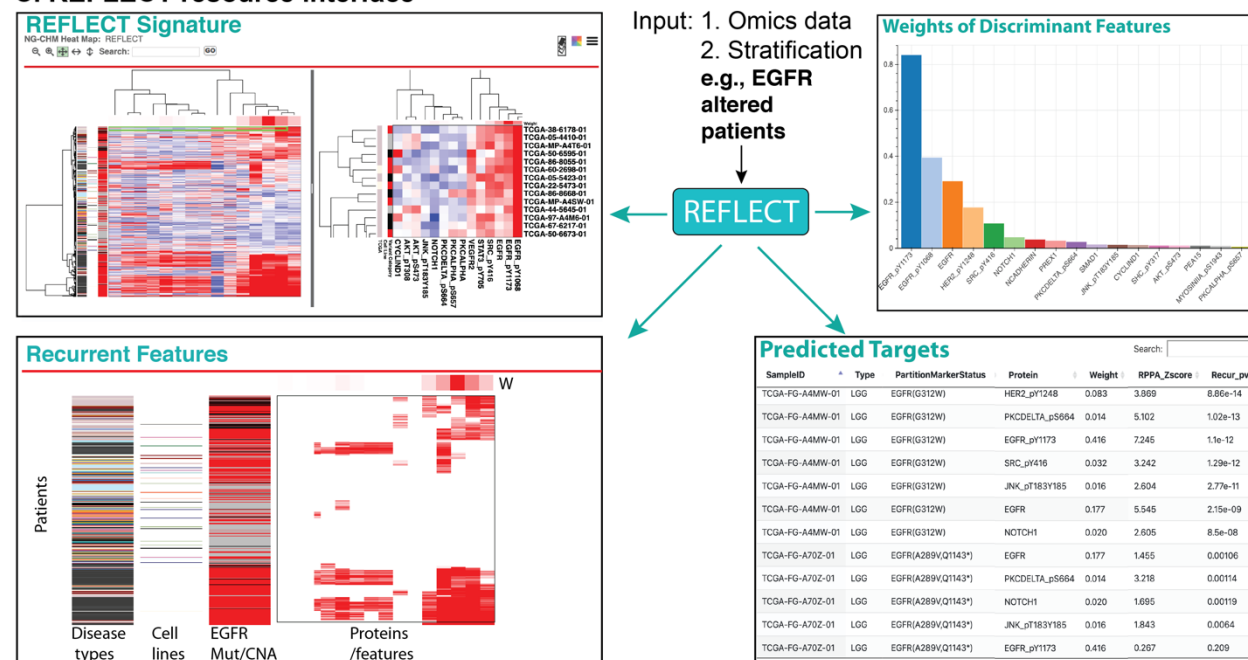 REFLECT Signature
NG-CHM Heat Map: REFLECT
Search:
GO
Weight
TCGA-38-6178-01
TCGA-05-4410-01
TCGA-MP-A4T6-01
TCGA-50-6595-01
TCGA-86-8055-01
TCGA-60-2698-01
TCGA-05-5423-01
TCGA-22-5473-01
TCGA-86-8668-01
TCGA-MP-A4SW-01
TCGA-44-5645-01
TCGA-97-A4M6-01
TCGA-67-6217-01
TCGA-50-6673-01
CYCLIND1
AKT_pT308
AKT_pS473
JNK_pT183Y185
NOTCH1
PKCDELTA_pS664
PKCALPHA_pS657
PKCALPHA
VEGFR2
STAT3_pY705
SRC_pY416
EGFR
EGFR_pY1173
EGFR_pY1068
Input: 1. Omics data
2. Stratification
e.g., EGFR
altered
patients
REFLECT
Weights of Discriminant Features
0.8
0.6
0.4
0.2
0
EGFR_pY1173
EGFR_pY1068
EGFR
HER2_pY1248
SRC_pY416
NOTCH1
NCADHERIN
PREX1
PKCDELTA_pS664
SMAD1
JNK_pT183Y185
CYCLIND1
SHC_pY317
AKT_pS473
PEA15
MYOSINIIA_pS1943
PKCALPHA_pS657
Recurrent Features
W
Patients
Disease
types
Cell
lines
EGFR
Mut/CNA
Proteins
/features
Predicted Targets
Search:
SampleID Type PartitionMarkerStatus Protein Weight RPPA_Zscore Recur_pv
TCGA-FG-A4MW-01 LGG EGFR(G312W) HER2_pY1248 0.083 3.869 8.86e-14
TCGA-FG-A4MW-01 LGG EGFR(G312W) PKCDELTA_pS664 0.014 5.102 1.02e-13
TCGA-FG-A4MW-01 LGG EGFR(G312W) EGFR_pY1173 0.416 7.245 1.1e-12
TCGA-FG-A4MW-01 LGG EGFR(G312W) SRC_pY416 0.032 3.242 1.29e-12
TCGA-FG-A4MW-01 LGG EGFR(G312W) JNK_pT183Y185 0.016 2.604 2.77e-11
TCGA-FG-A4MW-01 LGG EGFR(G312W) EGFR 0.177 5.545 2.15e-09
TCGA-FG-A4MW-01 LGG EGFR(G312W) NOTCH1 0.020 2.605 8.5e-08
TCGA-FG-A70Z-01 LGG EGFR(A289V,Q1143*) EGFR 0.177 1.455 0.00106
TCGA-FG-A70Z-01 LGG EGFR(A289V,Q1143*) PKCDELTA_pS664 0.014 3.218 0.00114
TCGA-FG-A70Z-01 LGG EGFR(A289V,Q1143*) NOTCH1 0.020 1.695 0.00119
TCGA-FG-A70Z-01 LGG EGFR(A289V,Q1143*) JNK_pT183Y185 0.016 1.843 0.0064
TCGA-FG-A70Z-01 LGG EGFR(A289V,Q1143*) EGFR_pY1173 0.416 0.267 0.209